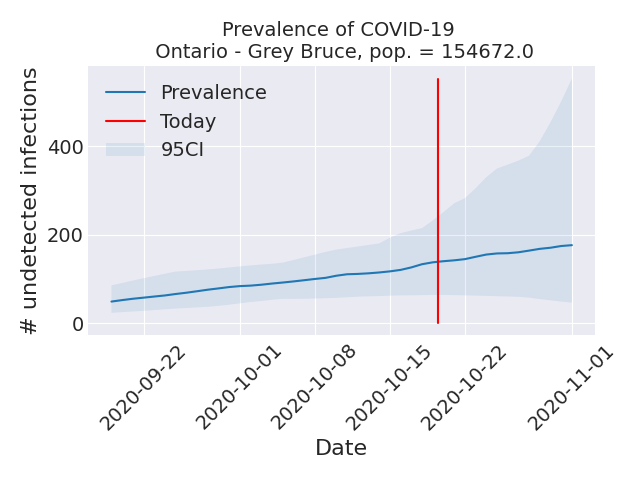 Prevalence of COVID-19
Ontario - Grey Bruce, pop. = 154672.0
# undetected infections
400
200
0
Prevalence
Today
95CI
2020-09-22
2020-10-01
2020-10-08
2020-10-15
2020-10-22
2020-11-01
Date